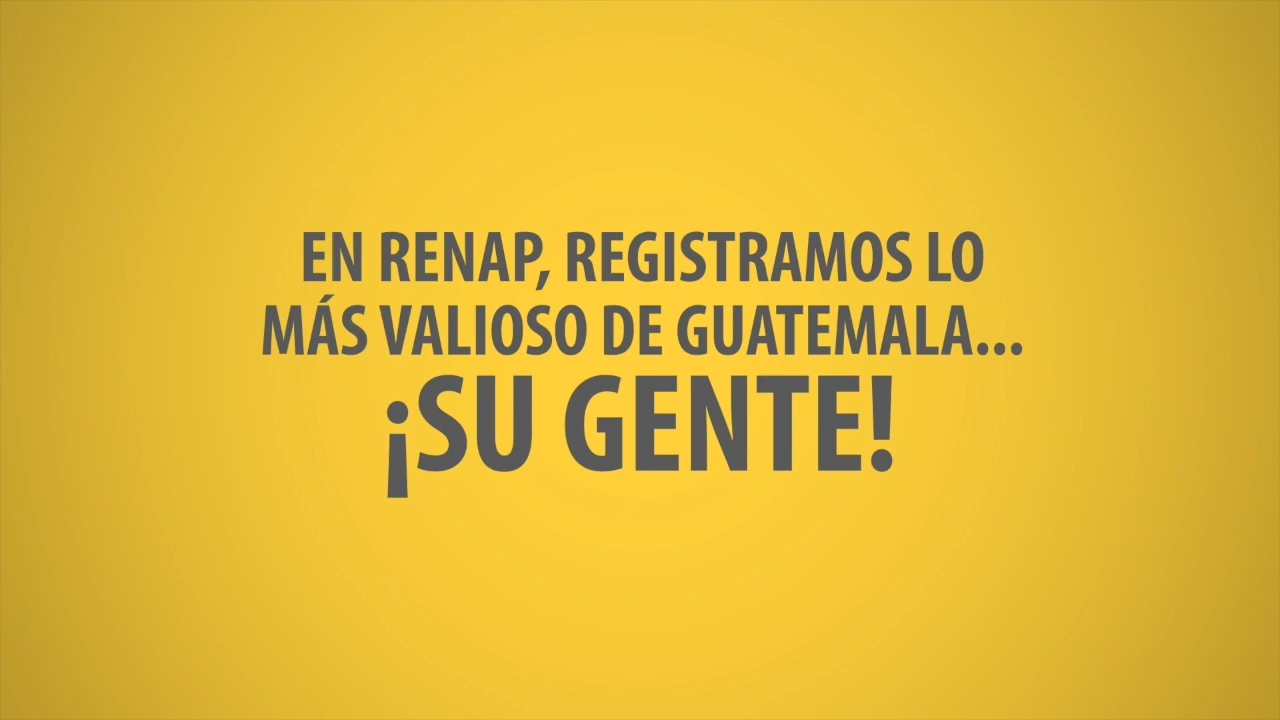 EN RENAP, REGISTRAMOS LO
MÁS VALIOSO DE GUATEMALA...
¡SU GENTE!